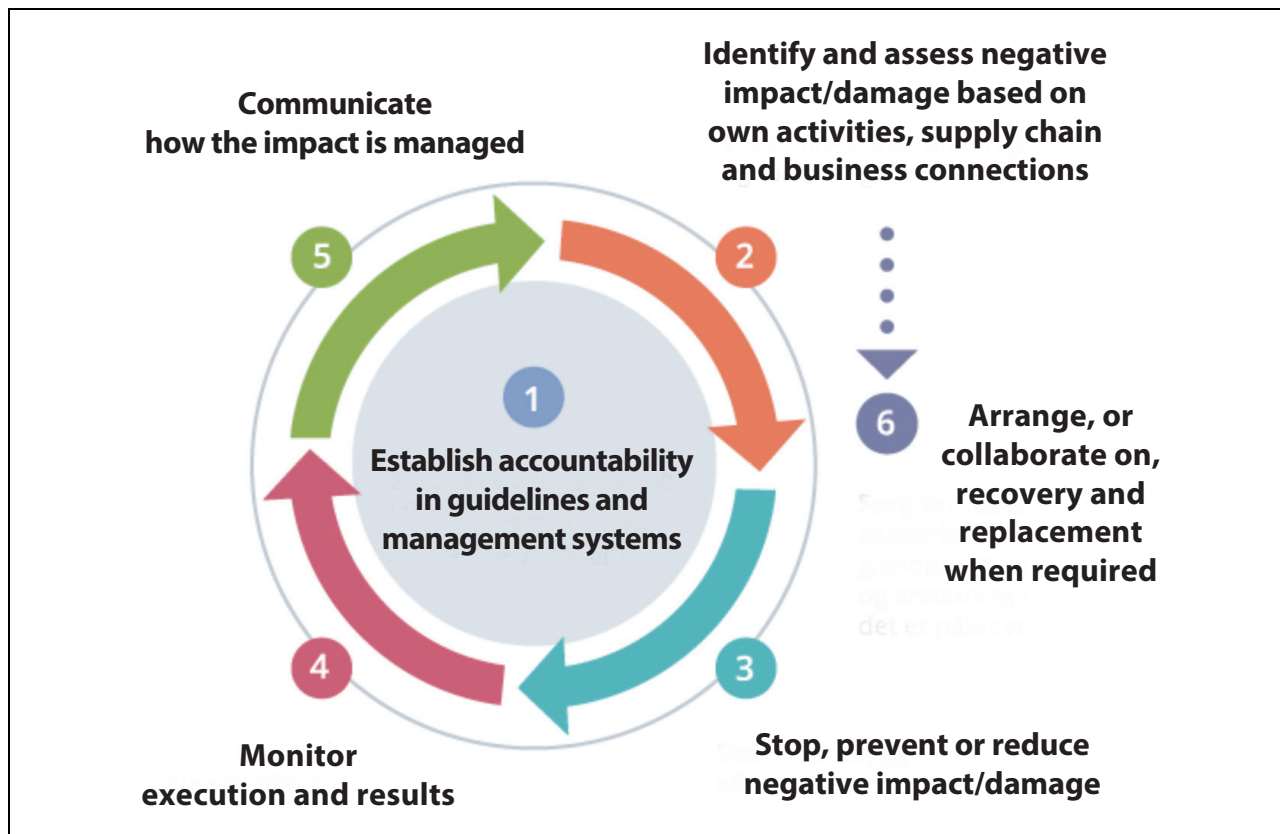 Communicate
how the impact is managed
Identify and assess negative
impact/damage based on
own activities, supply chain
and business connections
5
2
1
Establish accountability
in guidelines and
management systems
6
Arrange, or
collaborate on,
recovery and
replacement
when required
4
3
Monitor
execution and results
Stop, prevent or reduce
negative impact/damage